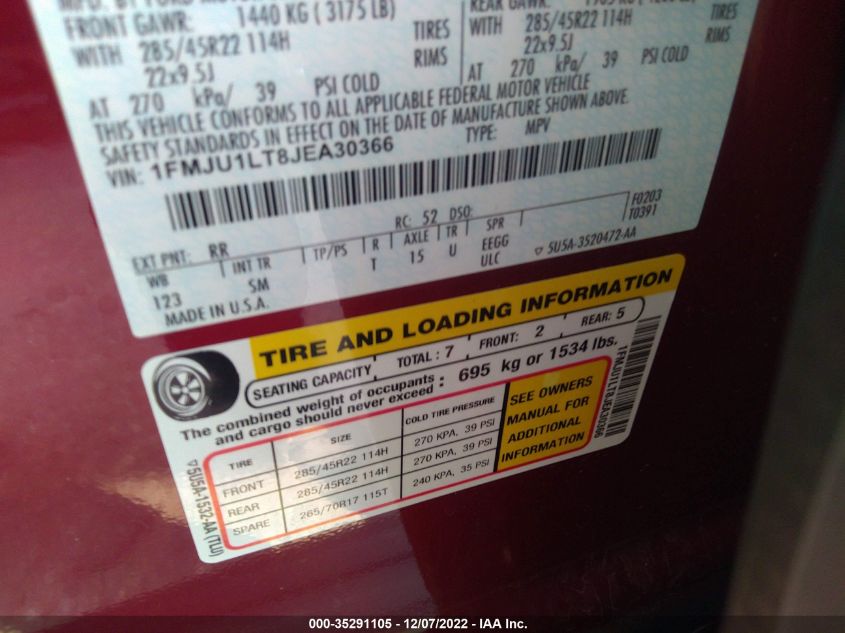 FRONT GAWR: 1440 KG ( 3175 LB)
WITH 285/45R22 114H TIRES
22x9.5J RIMS
AT 270 kPa/ 39 PSI COLD
REAR GAWR:
WITH 285/45R22 114H TIRES
22x9.5J RIMS
AT 270 kPa/ 39 PSI COLD
THIS VEHICLE CONFORMS TO ALL APPLICABLE FEDERAL MOTOR VEHICLE
SAFETY STANDARDS IN EFFECT ON THE DATE OF MANUFACTURE SHOWN ABOVE.
VIN: 1FMJU1LT8JEA30366 TYPE: MPV
F0203
T0391
EXT PNT: RR RC: 52 DSO:
WB INT TR TP/PS R AXLE TR SPR
123 SM T 15 U EEGG
ULC
MADE IN U.S.A. ▽ 5U5A-3520472-AA
TIRE AND LOADING INFORMATION
SEATING CAPACITY TOTAL : 7 FRONT: 2 REAR: 5
The combined weight of occupants
and cargo should never exceed : 695 kg or 1534 lbs.
TIRE SIZE COLD TIRE PRESSURE
FRONT 285/45R22 114H 270 KPA, 39 PSI
REAR 285/45R22 114H 270 KPA, 39 PSI
SPARE 265/70R17 115T 240 KPA, 35 PSI
SEE OWNERS
MANUAL FOR
ADDITIONAL
INFORMATION
1FMJU1LT8JEA30366
▽5U5A-1532-AA (TLU)
000-35291105 - 12/07/2022 - IAA Inc.